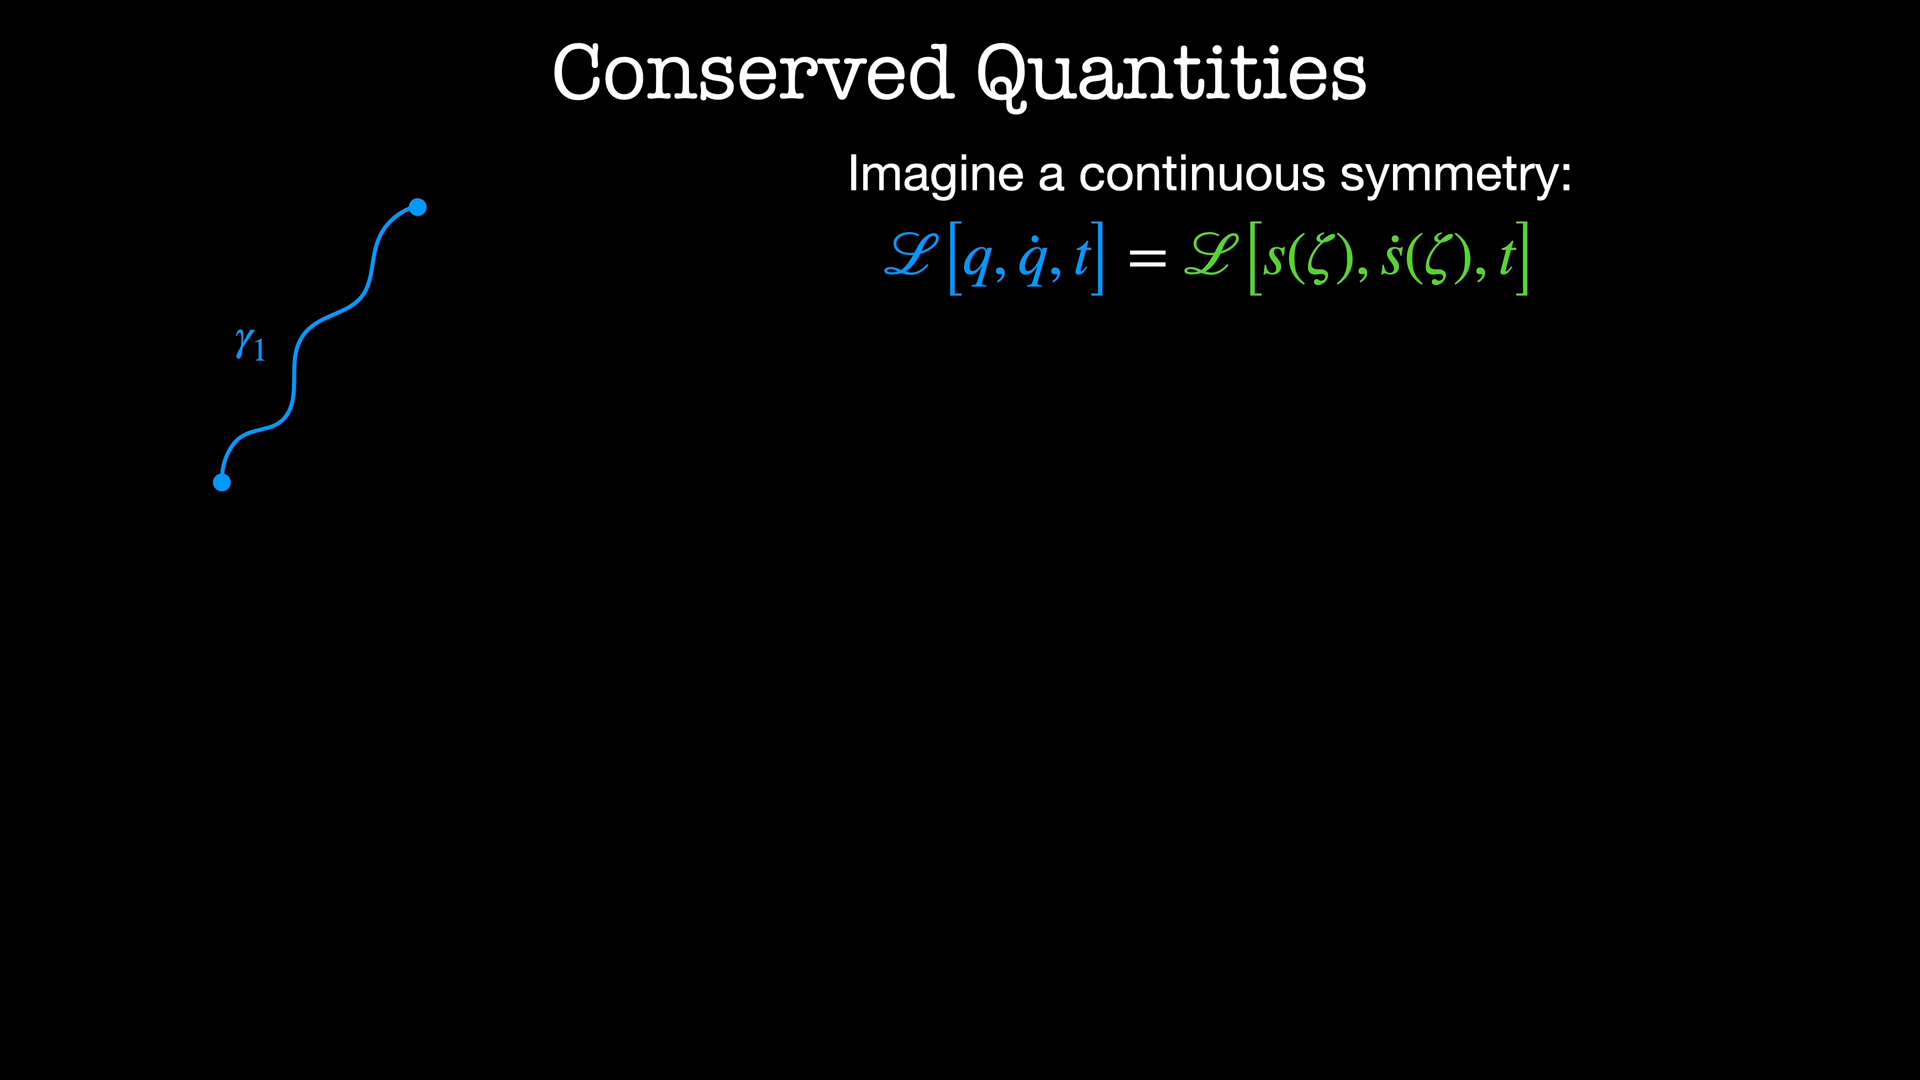 Conserved Quantities
Imagine a continuous symmetry:
ℒ[q, q̇, t] = ℒ[s(ζ), ṡ(ζ), t]
γ₁